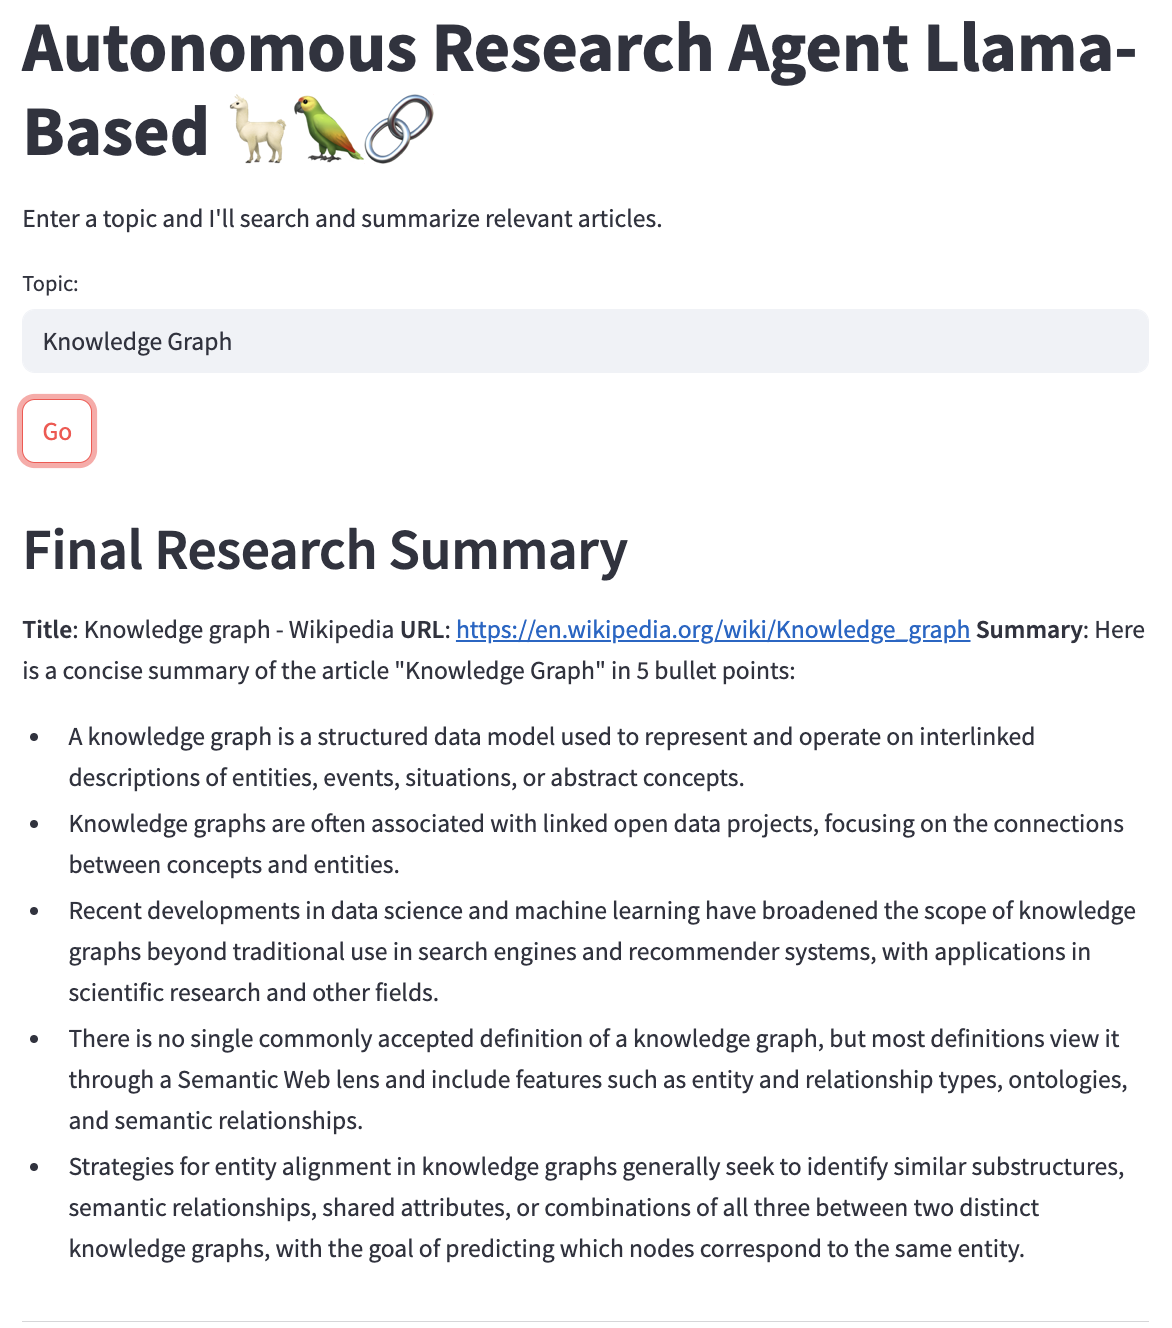 Autonomous Research Agent Llama-
Based 🦙🦜🔗
Enter a topic and I'll search and summarize relevant articles.
Topic:
Knowledge Graph
Go
Final Research Summary
Title: Knowledge graph - Wikipedia URL: https://en.wikipedia.org/wiki/Knowledge_graph Summary: Here
is a concise summary of the article "Knowledge Graph" in 5 bullet points:
• A knowledge graph is a structured data model used to represent and operate on interlinked
descriptions of entities, events, situations, or abstract concepts.
• Knowledge graphs are often associated with linked open data projects, focusing on the connections
between concepts and entities.
• Recent developments in data science and machine learning have broadened the scope of knowledge
graphs beyond traditional use in search engines and recommender systems, with applications in
scientific research and other fields.
• There is no single commonly accepted definition of a knowledge graph, but most definitions view it
through a Semantic Web lens and include features such as entity and relationship types, ontologies,
and semantic relationships.
• Strategies for entity alignment in knowledge graphs generally seek to identify similar substructures,
semantic relationships, shared attributes, or combinations of all three between two distinct
knowledge graphs, with the goal of predicting which nodes correspond to the same entity.